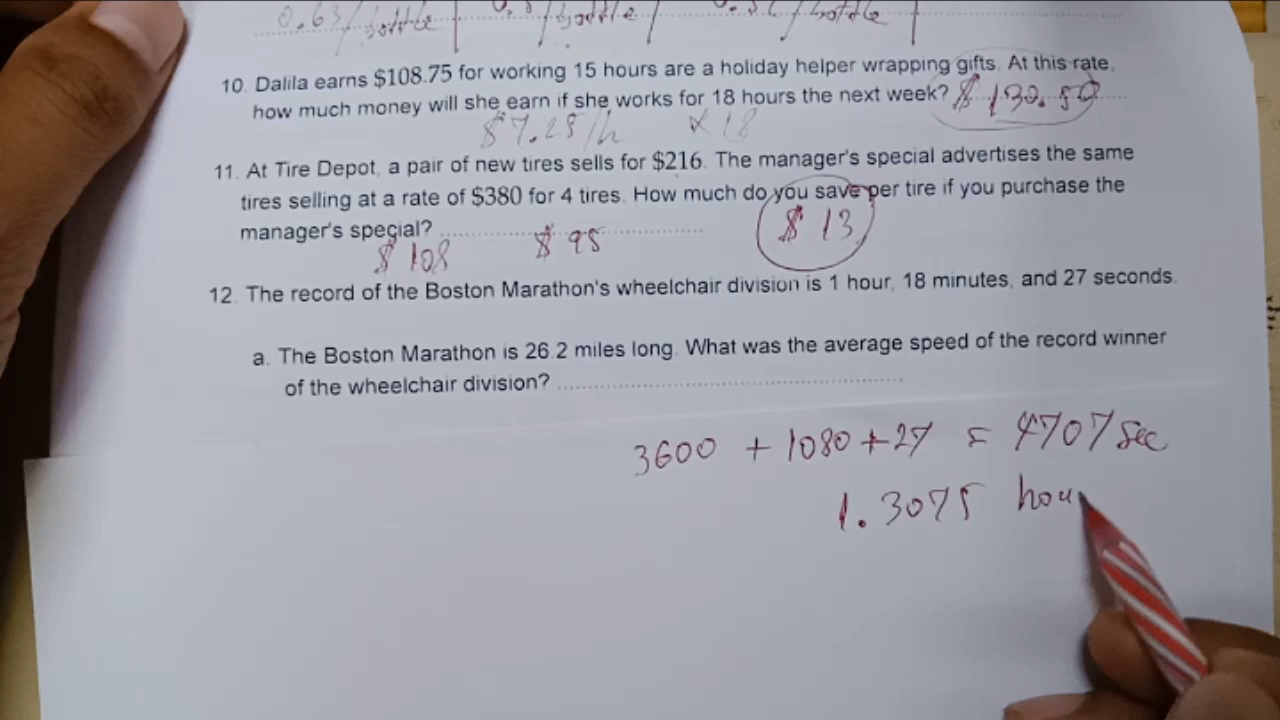 0.63/bottle /bottle /bottle
10. Dalila earns $108.75 for working 15 hours are a holiday helper wrapping gifts. At this rate,
how much money will she earn if she works for 18 hours the next week? $130.50
$7.25/h ×18
11. At Tire Depot, a pair of new tires sells for $216. The manager's special advertises the same
tires selling at a rate of $380 for 4 tires. How much do you save per tire if you purchase the
manager's special? $13
$108 $95
12. The record of the Boston Marathon's wheelchair division is 1 hour, 18 minutes, and 27 seconds.
a. The Boston Marathon is 26.2 miles long. What was the average speed of the record winner
of the wheelchair division?
3600 + 1080 + 27 = 4707 sec
1.3075 hou